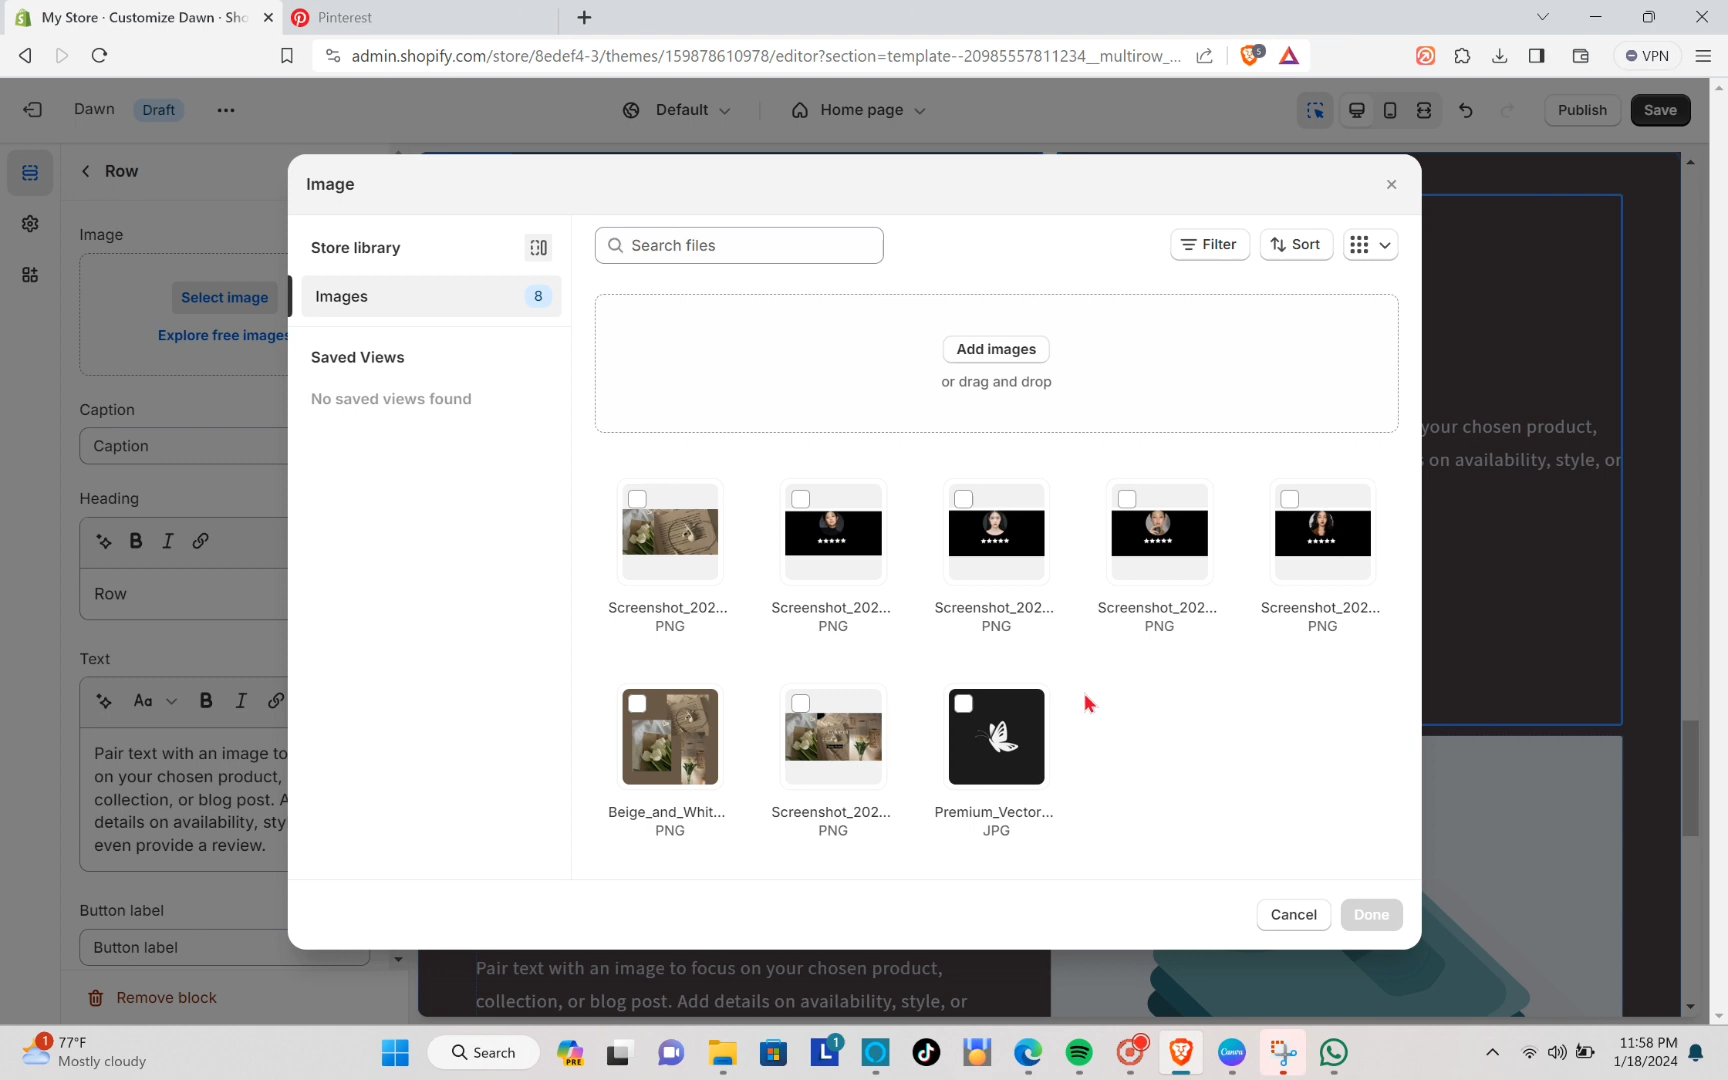 My Store · Customize Dawn · Sho
Pinterest
admin.shopify.com/store/8edef4-3/themes/159878610978/editor?section=template--20985557811234__multirow_...
5
VPN
Dawn
Draft
Default
Home page
Publish
Save
Row
Image
Select image
Explore free images
Caption
Caption
Heading
B I
Row
Text
Aa B I
Pair text with an image to
on your chosen product,
collection, or blog post. A
details on availability, sty
even provide a review.
Button label
Button label
Remove block
Image
Store library
Images
8
Saved Views
No saved views found
Search files
Filter
Sort
Add images
or drag and drop
Screenshot_202...
PNG
Screenshot_202...
PNG
Screenshot_202...
PNG
Screenshot_202...
PNG
Screenshot_202...
PNG
Beige_and_Whit...
PNG
Screenshot_202...
PNG
Premium_Vector...
JPG
Cancel
Done
your chosen product,
on availability, style, or
Pair text with an image to focus on your chosen product,
collection, or blog post. Add details on availability, style, or
1
77°F
Mostly cloudy
Search
PRE
L
1
Canva
11:58 PM
1/18/2024